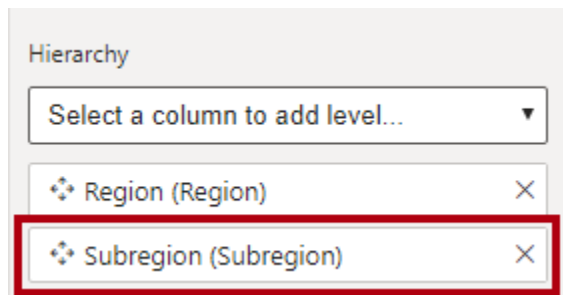 Hierarchy
Select a column to add level...
Region (Region)
Subregion (Subregion)